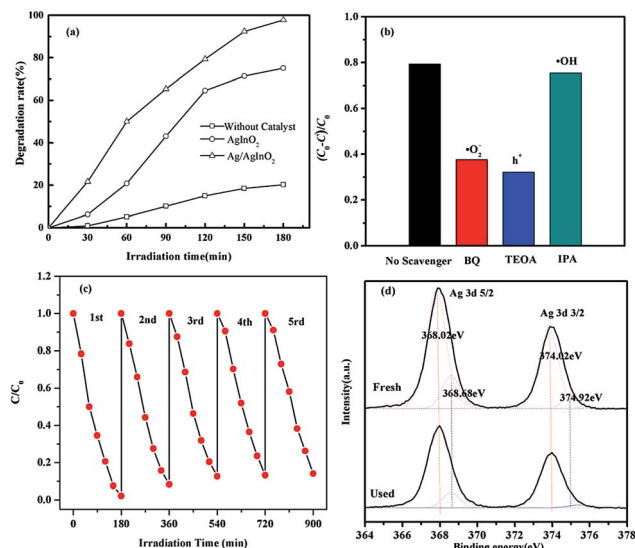 (a)
Degradation rate(%)
100
80
60
40
20
0
Without Catalyst
AgInO2
Ag/AgInO2
0 30 60 90 120 150 180
Irradiation time(min)
(b)
(C0-C)/C0
1.0
0.8
0.6
0.4
0.2
0.0
•O2−
h+
•OH
No Scavenger BQ TEOA IPA
(c)
C/C0
1.2
1.0
0.8
0.6
0.4
0.2
0.0
1st 2nd 3rd 4th 5rd
0 180 360 540 720 900
Irradiation Time (min)
(d)
Intensity(a.u.)
Ag 3d 5/2
Ag 3d 3/2
368.02eV
374.02eV
368.68eV
374.92eV
Fresh
Used
364 366 368 370 372 374 376 378
Binding energy(eV)